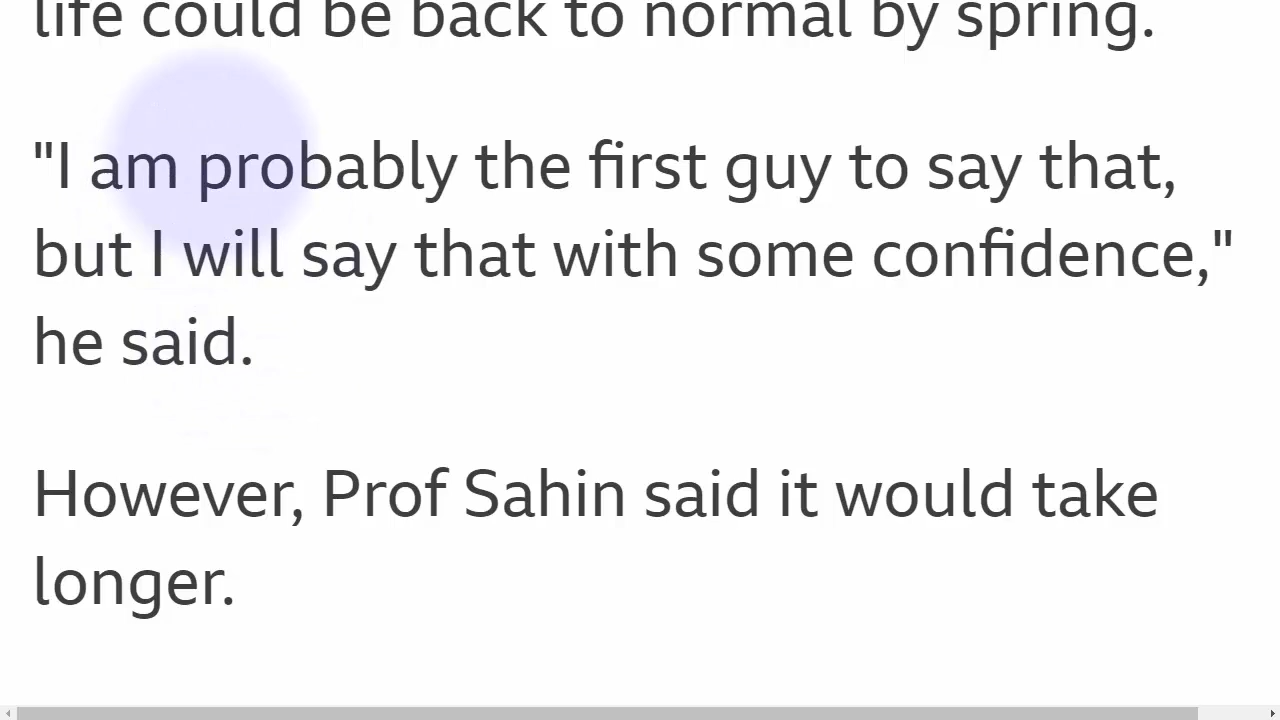 life could be back to normal by spring.
"I am probably the first guy to say that,
but I will say that with some confidence,"
he said.
However, Prof Sahin said it would take
longer.